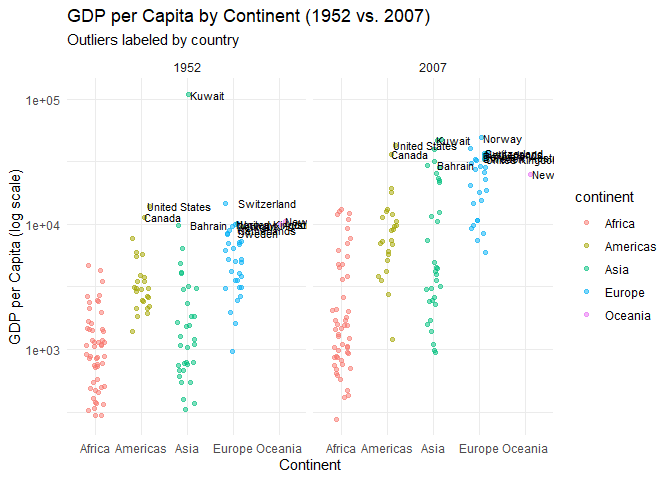 GDP per Capita by Continent (1952 vs. 2007)
Outliers labeled by country
1952
2007
1e+05
1e+04
1e+03
GDP per Capita (log scale)
Kuwait
United States
Canada
Bahrain
Switzerland
Sweden
New
Kuwait
United States
Canada
Bahrain
Norway
Switzerland
United Kingdom
New
Africa
Americas
Asia
Europe
Oceania
Africa
Americas
Asia
Europe
Oceania
Continent
continent
Africa
Americas
Asia
Europe
Oceania